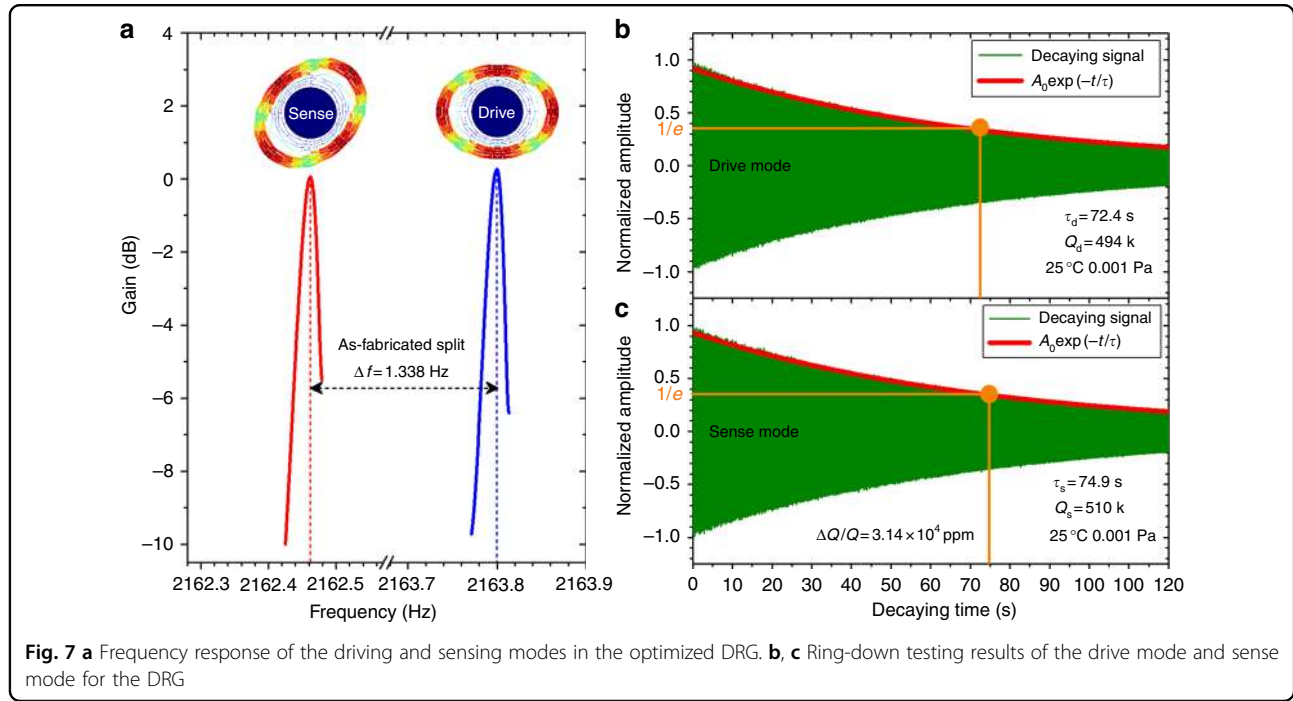 a
4
2
0
−2
−4
−6
−8
−10
Gain (dB)
Sense
Drive
As-fabricated split
Δf = 1.338 Hz
2162.3
2162.4
2162.5
2163.7
2163.8
2163.9
Frequency (Hz)
b
1.0
0.5
1/e
0.0
−0.5
−1.0
Normalized amplitude
Decaying signal
A₀exp (−t/τ)
Drive mode
τd = 72.4 s
Qd = 494 k
25 °C 0.001 Pa
c
1.0
0.5
1/e
0.0
−0.5
−1.0
Normalized amplitude
Decaying signal
A₀exp (−t/τ)
Sense mode
τs = 74.9 s
Qs = 510 k
ΔQ/Q = 3.14 × 10⁴ ppm
25 °C 0.001 Pa
0 10 20 30 40 50 60 70 80 90 100 110 120
Decaying time (s)
Fig. 7 a Frequency response of the driving and sensing modes in the optimized DRG. b, c Ring-down testing results of the drive mode and sense
mode for the DRG